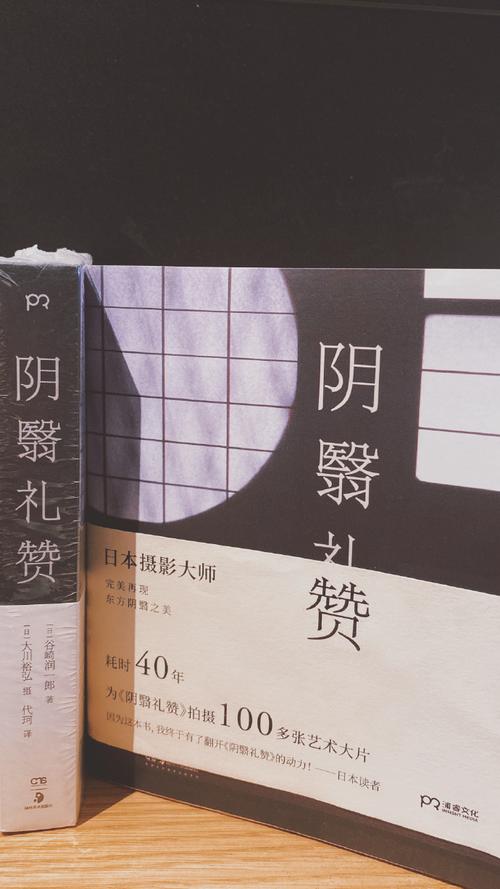 阴翳礼赞
[日]谷崎润一郎 著
[日]大川裕弘 摄 代珂 译
阴翳礼赞
日本摄影大师
完美再现
东方阴翳之美
耗时40年
为《阴翳礼赞》拍摄100多张艺术大片
因为这本书,我终于有了翻开《阴翳礼赞》的动力!——日本读者
浦睿文化
INSIGHT MEDIA